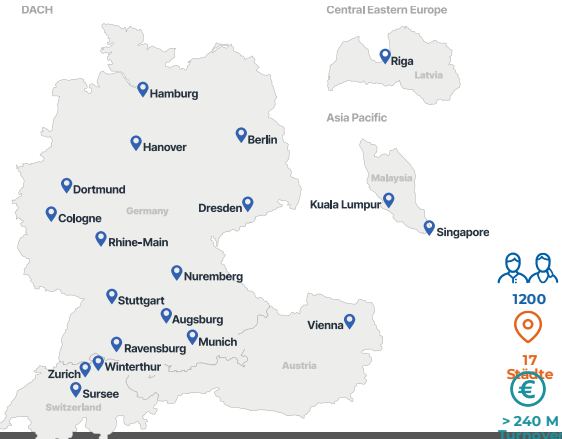 DACH
Central Eastern Europe
Riga
Latvia
Hamburg
Asia Pacific
Berlin
Hanover
Malaysia
Dortmund
Kuala Lumpur
Dresden
Germany
Cologne
Singapore
Rhine-Main
Nuremberg
1200
Stuttgart
Augsburg
Vienna
Munich
Ravensburg
17
Städte
Austria
Winterthur
Zurich
€
Sursee
Switzerland
> 240 M
Turnover